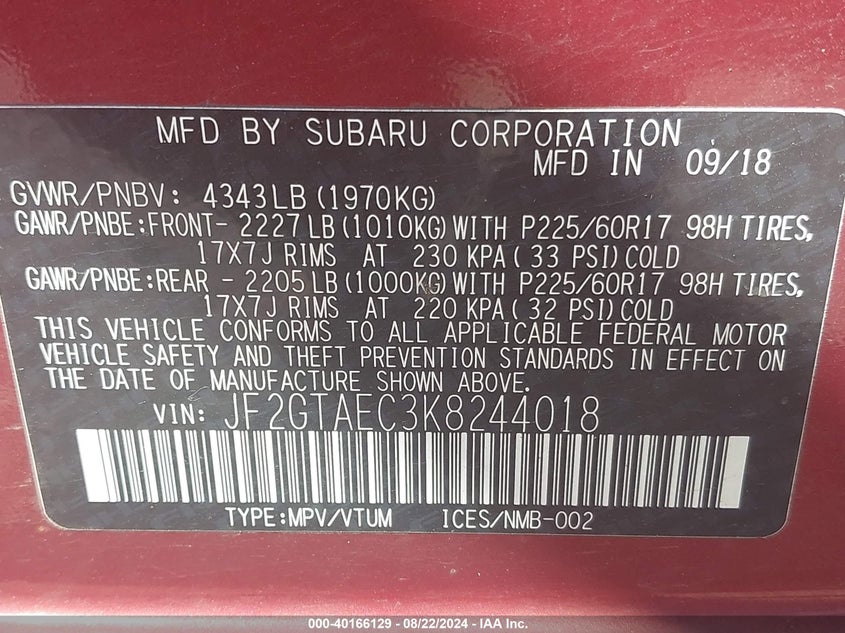 MFD BY SUBARU CORPORATION
MFD IN 09/18
GVWR/PNBV: 4343LB (1970KG)
GAWR/PNBE:FRONT- 2227LB (1010KG) WITH P225/60R17 98H TIRES,
17X7J RIMS AT 230 KPA( 33 PSI) COLD
GAWR/PNBE:REAR - 2205LB (1000KG) WITH P225/60R17 98H TIRES,
17X7J RIMS AT 220 KPA( 32 PSI) COLD
THIS VEHICLE CONFORMS TO ALL APPLICABLE FEDERAL MOTOR
VEHICLE SAFETY AND THEFT PREVENTION STANDARDS IN EFFECT ON
THE DATE OF MANUFACTURE SHOWN ABOVE.
VIN: JF2GTAEC3K8244018
TYPE:MPV/VTUM ICES/NMB-002
000-40166129 - 08/22/2024 - IAA Inc.